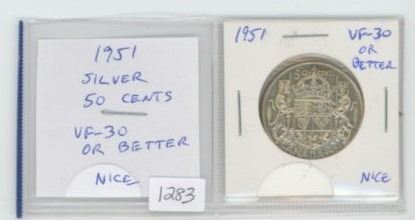 1951
SILVER
50 CENTS
VF-30
OR BETTER
NICE
1283
1951
VF-30
OR
BETTER
NICE